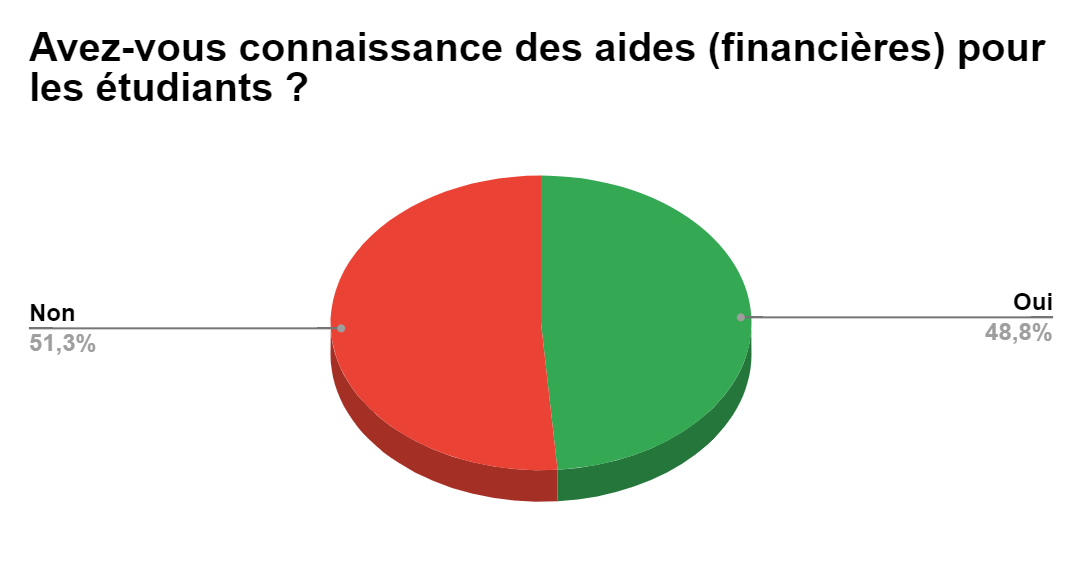 Avez-vous connaissance des aides (financières) pour
les étudiants ?
Non
51,3%
Oui
48,8%